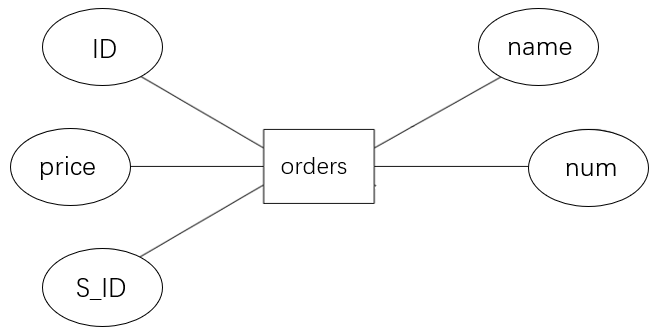 ID
name
price
orders
num
S_ID